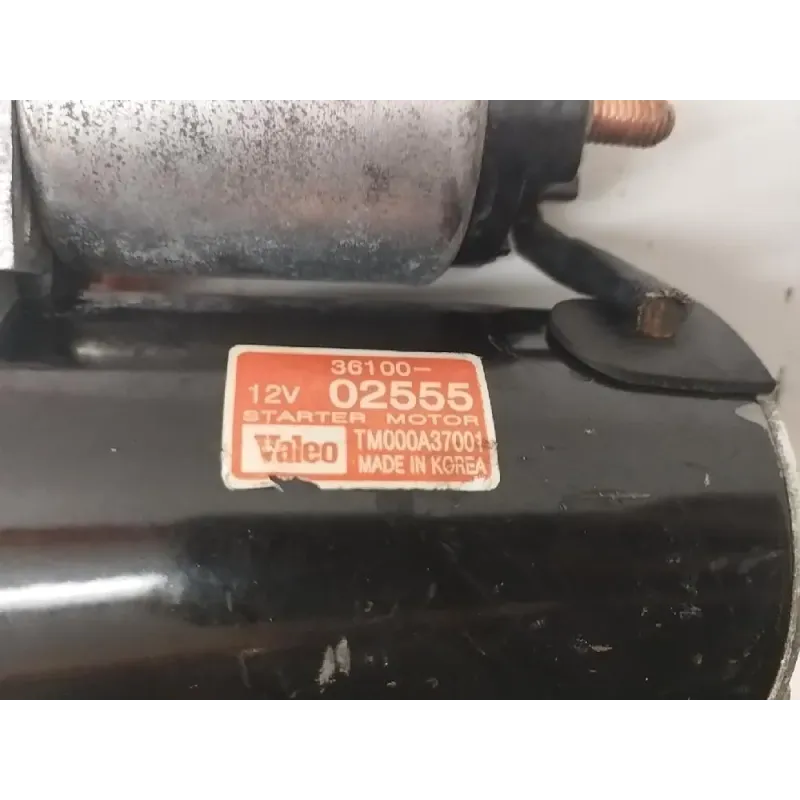 36100-
12V 02555
STARTER MOTOR
Valeo TM000A37001
MADE IN KOREA